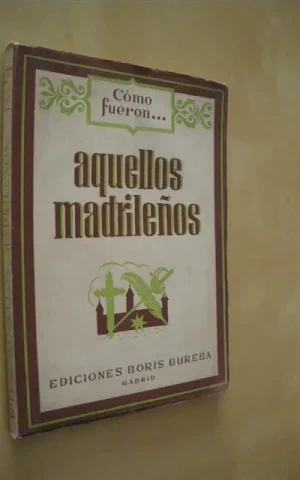 Cómo
fueron...
aquellos
madrileños
EDICIONES BORIS BUREBA
MADRID